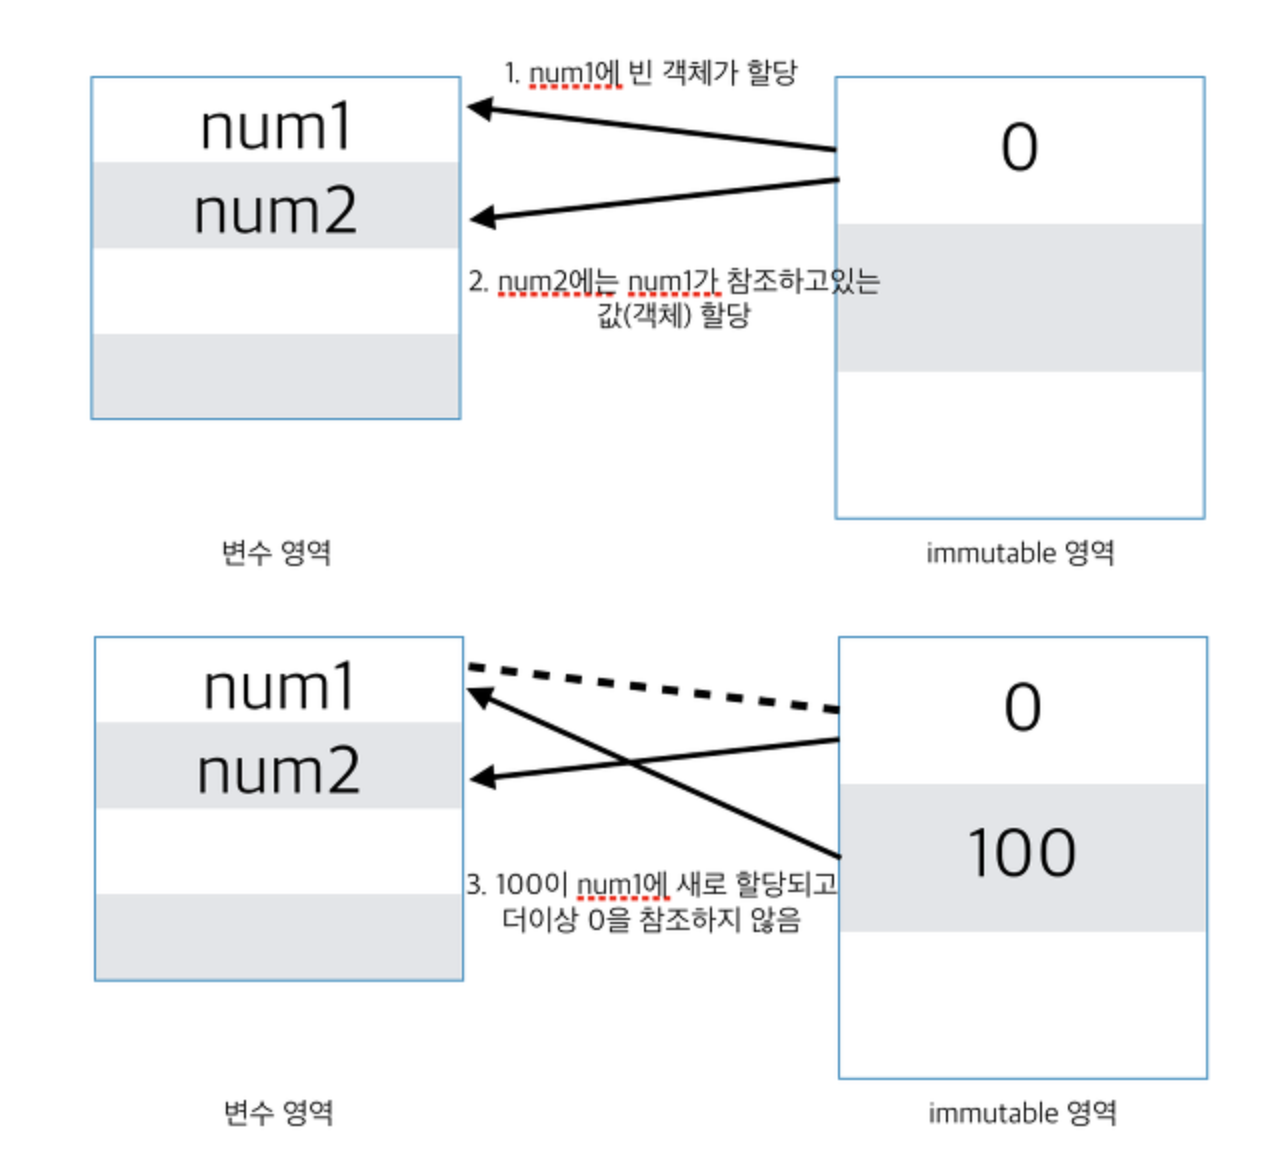 1. num1에 빈 객체가 할당
num1
0
num2
2. num2에는 num1가 참조하고있는
값(객체) 할당
변수 영역
immutable 영역
num1
0
num2
100
3. 100이 num1에 새로 할당되고
더이상 0을 참조하지 않음
변수 영역
immutable 영역